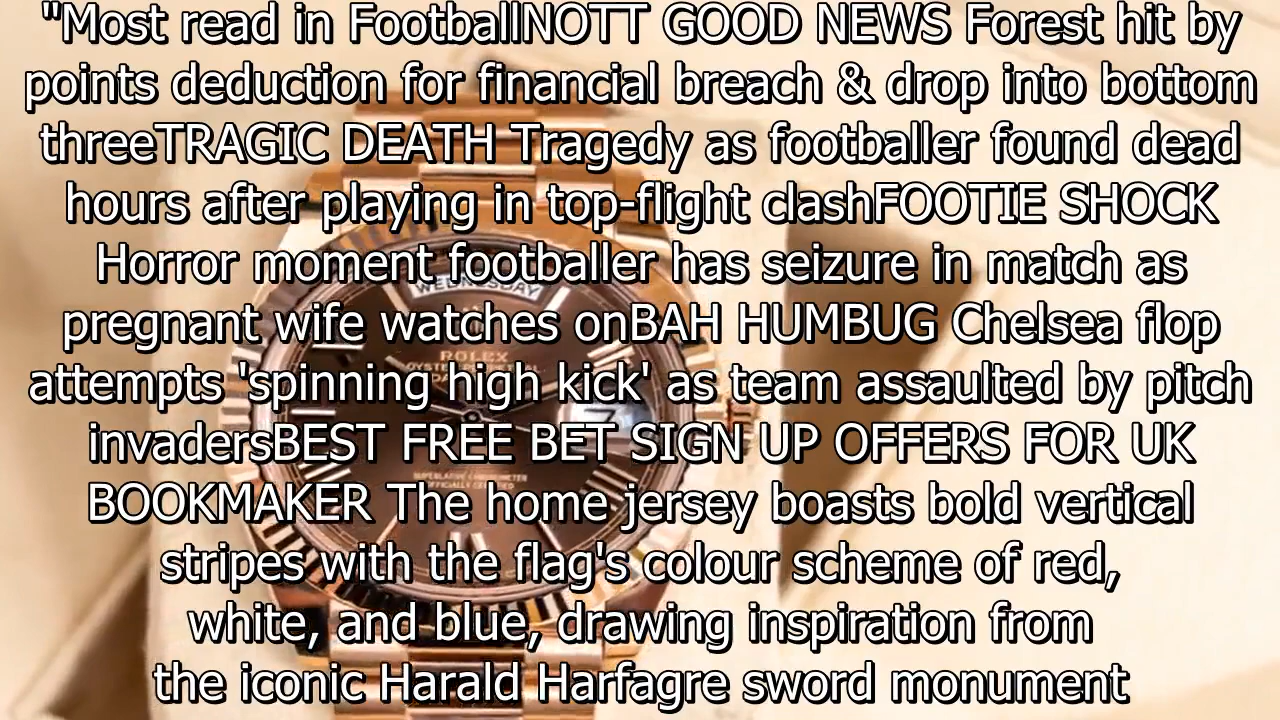 "Most read in FootballNOTT GOOD NEWS Forest hit by
points deduction for financial breach & drop into bottom
threeTRAGIC DEATH Tragedy as footballer found dead
hours after playing in top-flight clashFOOTIE SHOCK
Horror moment footballer has seizure in match as
WEDNESDAY
pregnant wife watches onBAH HUMBUG Chelsea flop
ROLEX
attempts 'spinning high kick' as team assaulted by pitch
7
invadersBEST FREE BET SIGN UP OFFERS FOR UK
BOOKMAKER The home jersey boasts bold vertical
stripes with the flag's colour scheme of red,
white, and blue, drawing inspiration from
the iconic Harald Harfagre sword monument